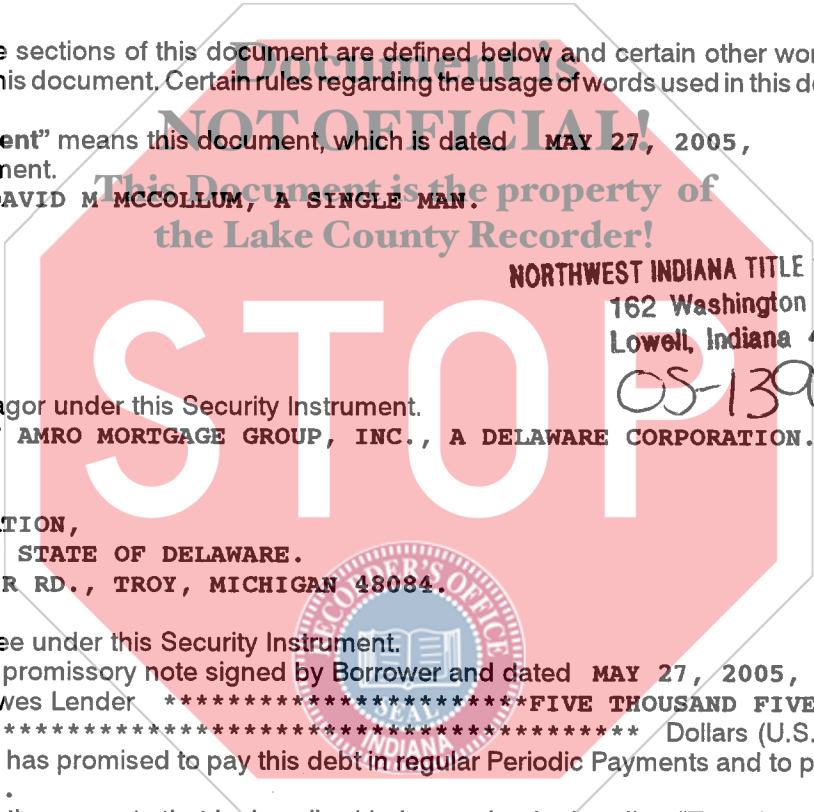 Document is
e sections of this document are defined below and certain other wor
his document. Certain rules regarding the usage of words used in this do
NOT OFFICIAL!
ent” means this document, which is dated MAY 27, 2005,
ment.
This Document is the property of
DAVID M MCCOLLUM, A SINGLE MAN.
the Lake County Recorder!
NORTHWEST INDIANA TITLE
162 Washington
Lowell, Indiana
OS-139
STOP
agor under this Security Instrument.
AMRO MORTGAGE GROUP, INC., A DELAWARE CORPORATION.
ATION,
STATE OF DELAWARE.
R RD., TROY, MICHIGAN 48084.
RECORDER'S OFFICE
SEAL
INDIANA
ee under this Security Instrument.
promissory note signed by Borrower and dated MAY 27, 2005,
wes Lender ************************FIVE THOUSAND FIVE
****************************************** Dollars (U.S.
has promised to pay this debt in regular Periodic Payments and to p